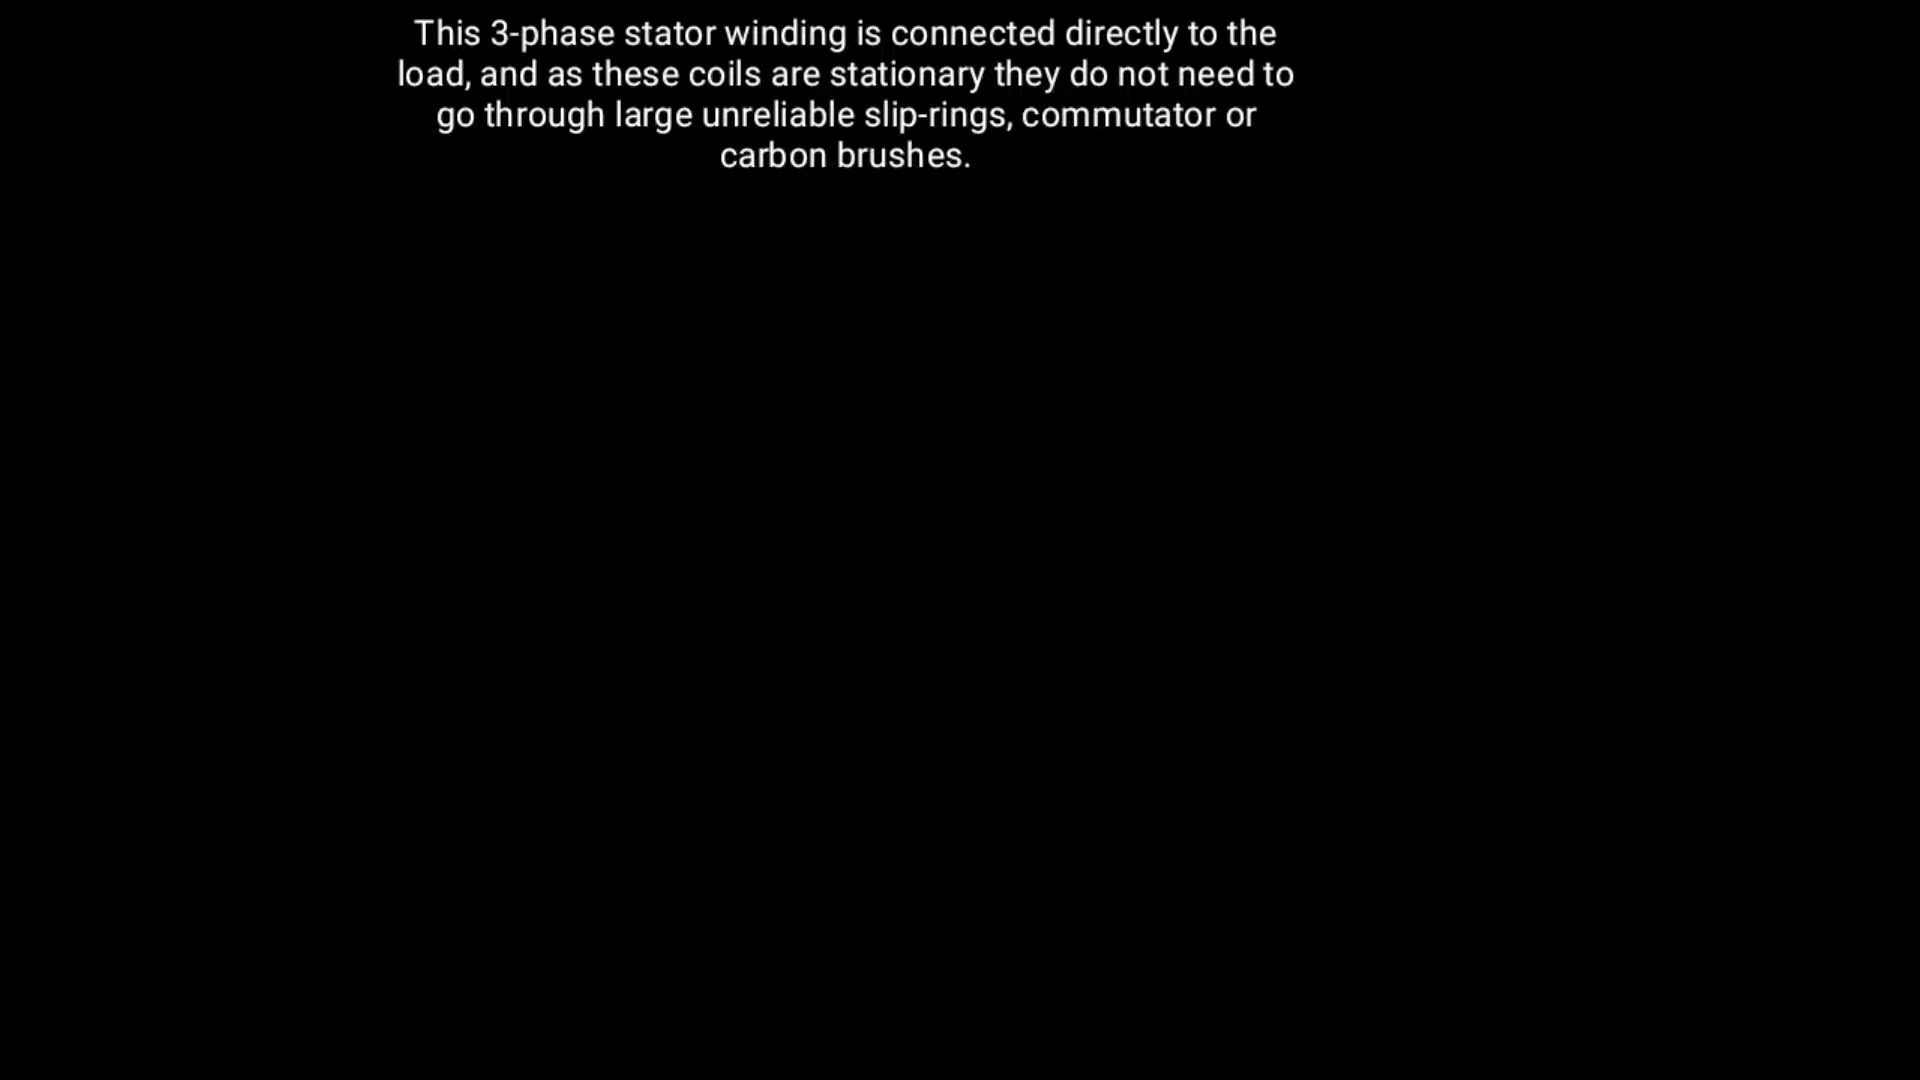 This 3-phase stator winding is connected directly to the
load, and as these coils are stationary they do not need to
go through large unreliable slip-rings, commutator or
carbon brushes.